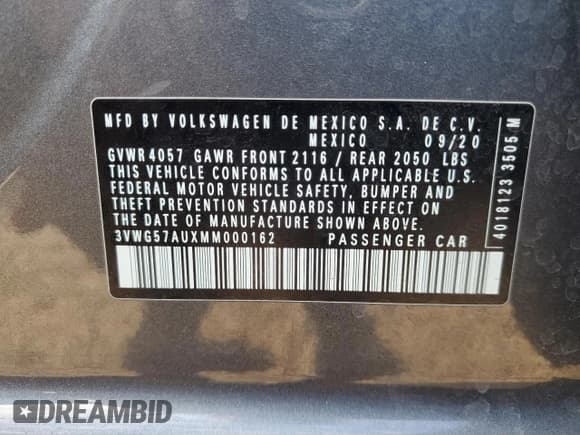 MFD BY VOLKSWAGEN DE MEXICO S.A. DE C.V.
MEXICO 09/20
GVWR 4057 GAWR FRONT 2116 / REAR 2050 LBS
THIS VEHICLE CONFORMS TO ALL APPLICABLE U.S.
FEDERAL MOTOR VEHICLE SAFETY, BUMPER AND
THEFT PREVENTION STANDARDS IN EFFECT ON
THE DATE OF MANUFACTURE SHOWN ABOVE.
3VWG57AUXMM000162 PASSENGER CAR
4018123 3505 M
DREAMBID